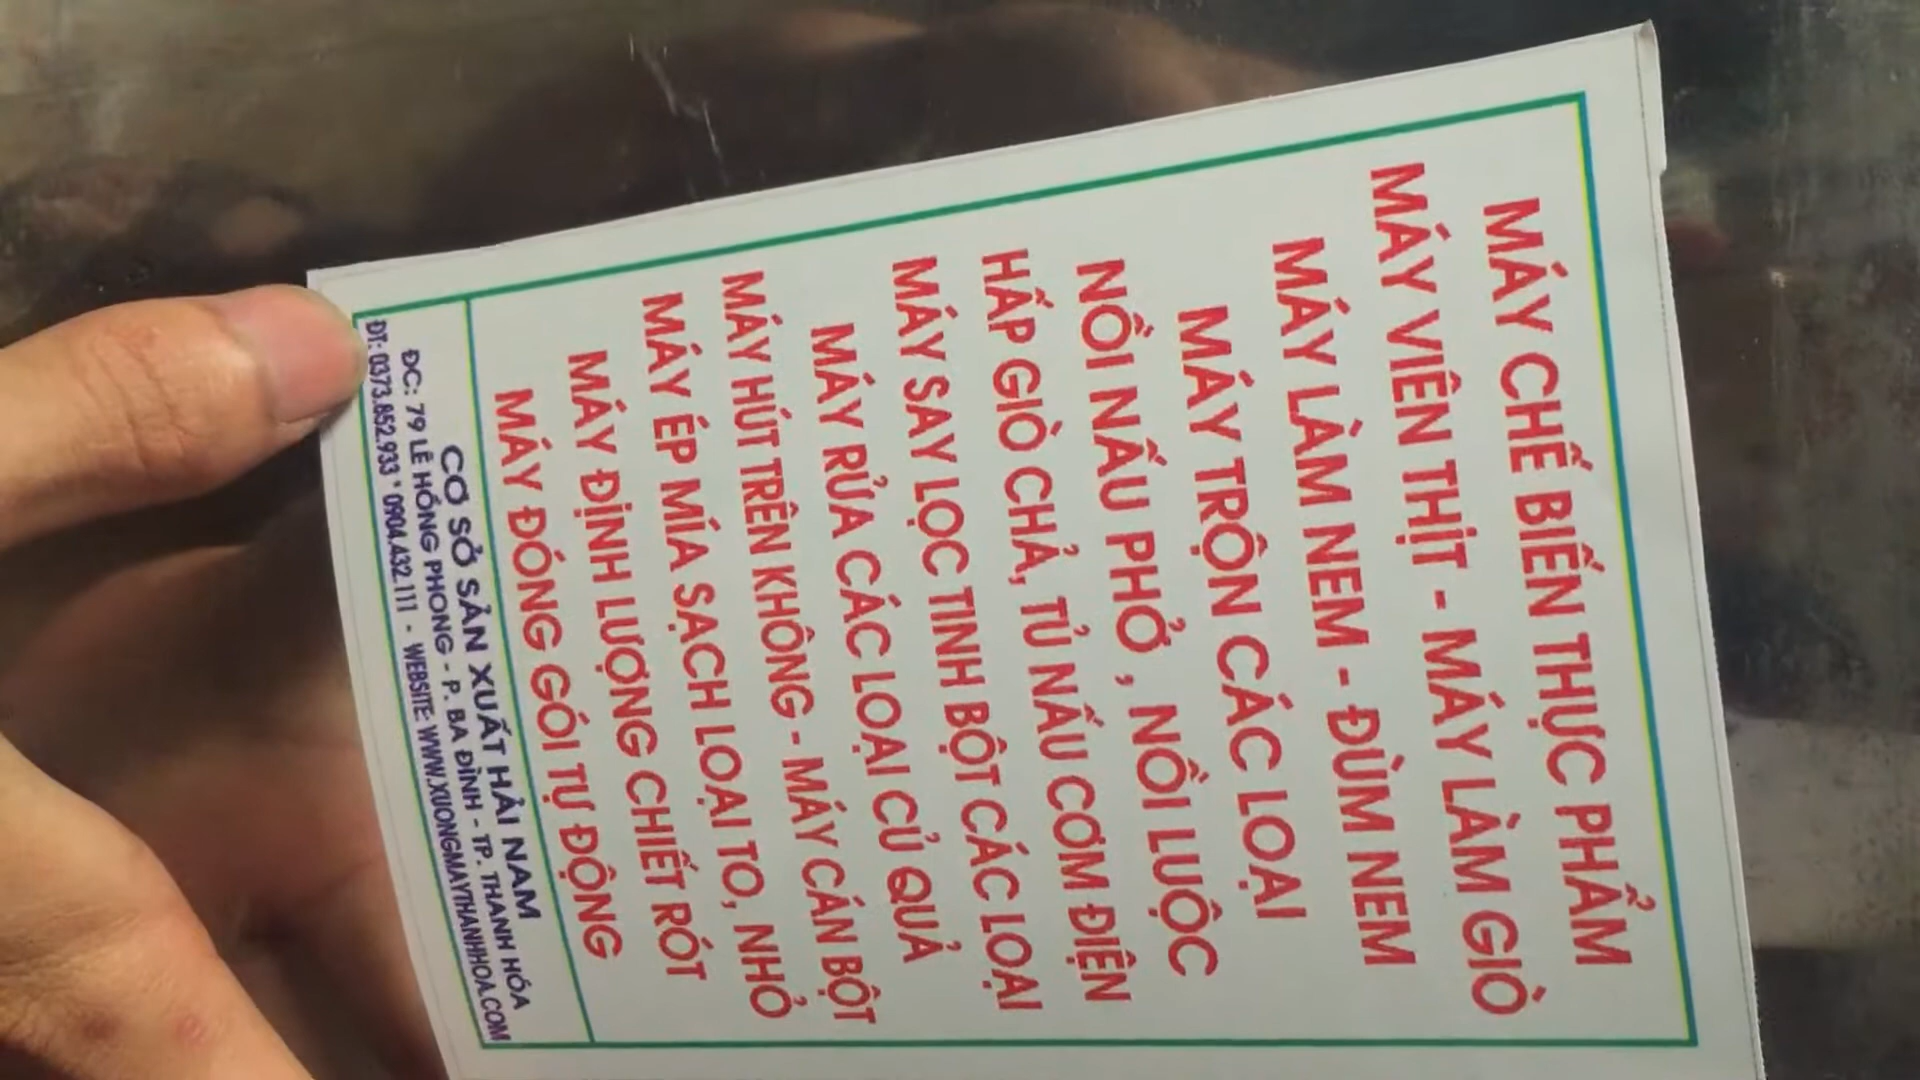 MÁY CHẾ BIẾN THỰC PHẨM
MÁY VIÊN THỊT - MÁY LÀM GIÒ
MÁY LÀM NEM - ĐÙM NEM
MÁY TRỘN CÁC LOẠI
NỒI NẤU PHỞ , NỒI LUỘC
HẤP GIÒ CHẢ, TỦ NẤU CƠM ĐIỆN
MÁY SAY LỌC TINH BỘT CÁC LOẠI
MÁY RỬA CÁC LOẠI CỦ QUẢ
MÁY HÚT TRÊN KHÔNG - MÁY CÁN BỘT
MÁY ÉP MÍA SẠCH LOẠI TO, NHỎ
MÁY ĐỊNH LƯỢNG CHIẾT RÓT
MÁY ĐÓNG GÓI TỰ ĐỘNG
CƠ SỞ SẢN XUẤT HẢI NAM
ĐC: 79 LÊ HỒNG PHONG - P. BA ĐÌNH - TP. THANH HÓA
ĐT: 0373.852.933 * 0904.432.111 - WEBSITE: WWW.XUONGMAYTHANHHOA.COM